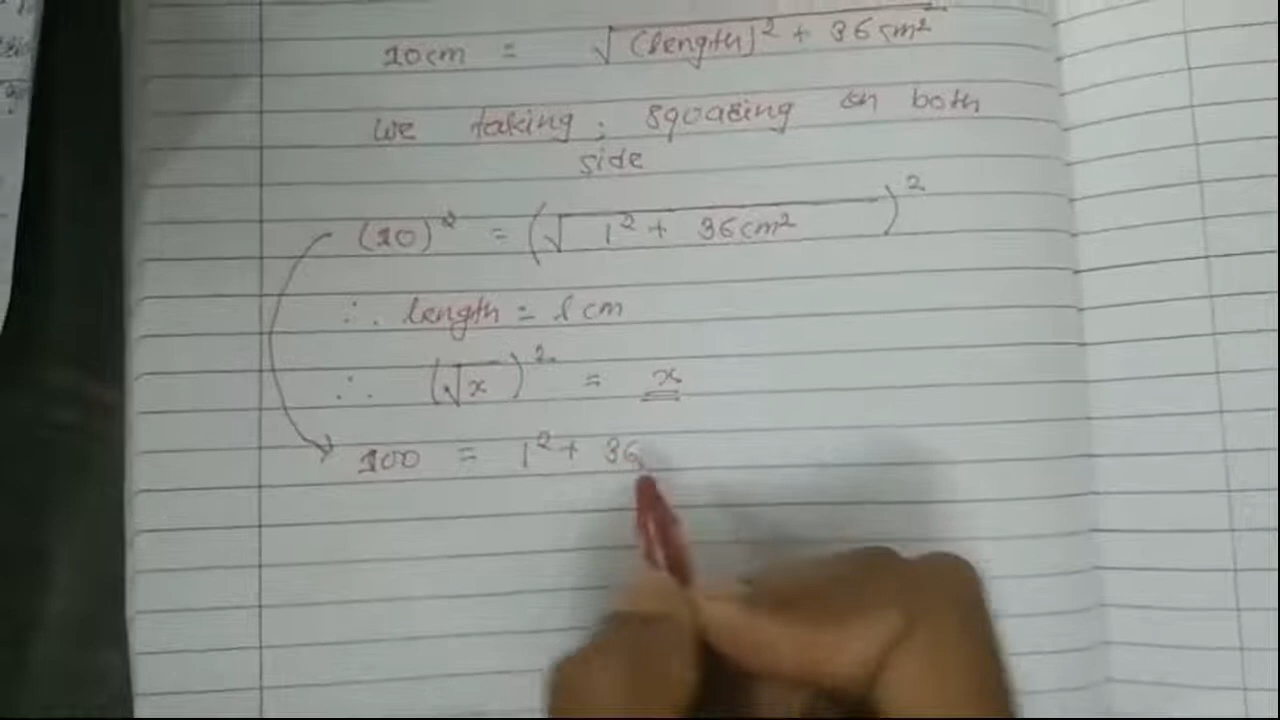 10cm = √(length)² + 36cm²
We taking, squaring on both
side
(10)² = (√l² + 36cm²)²
∴ length = l cm
∴ (√x)² = x
100 = l² + 36